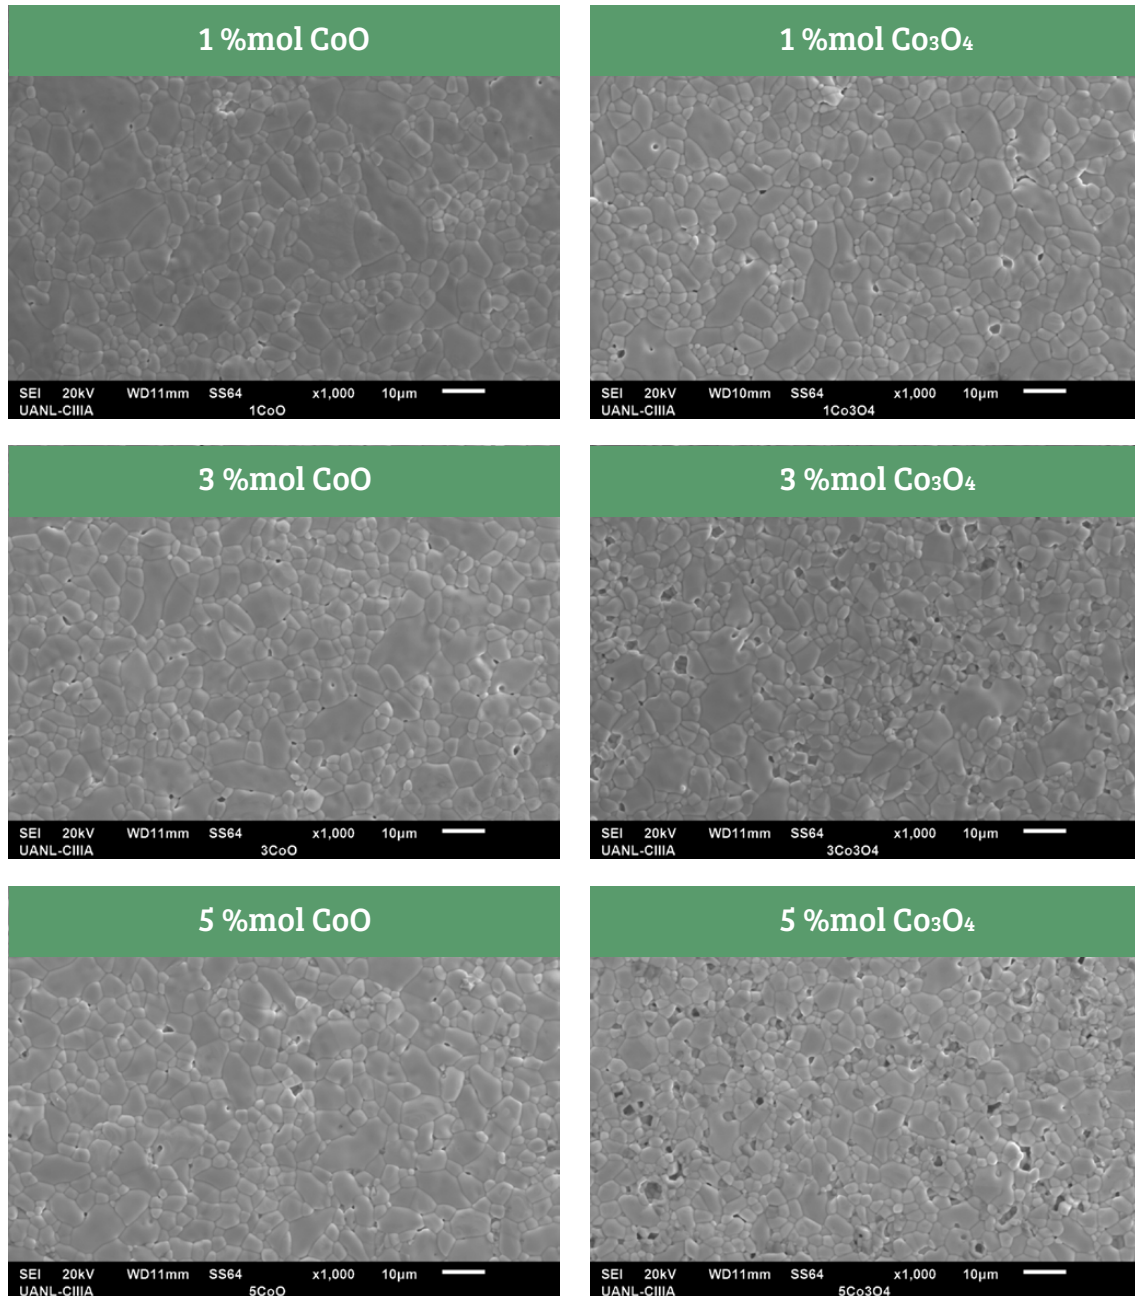 1 %mol CoO
1 %mol Co₃O₄
SEI 20kV WD11mm SS64 x1,000 10µm
UANL-CIIIA 1CoO
SEI 20kV WD10mm SS64 x1,000 10µm
UANL-CIIIA 1Co3O4
3 %mol CoO
3 %mol Co₃O₄
SEI 20kV WD11mm SS64 x1,000 10µm
UANL-CIIIA 3CoO
SEI 20kV WD11mm SS64 x1,000 10µm
UANL-CIIIA 3Co3O4
5 %mol CoO
5 %mol Co₃O₄
SEI 20kV WD11mm SS64 x1,000 10µm
UANL-CIIIA 5CoO
SEI 20kV WD11mm SS64 x1,000 10µm
UANL-CIIIA 5Co3O4